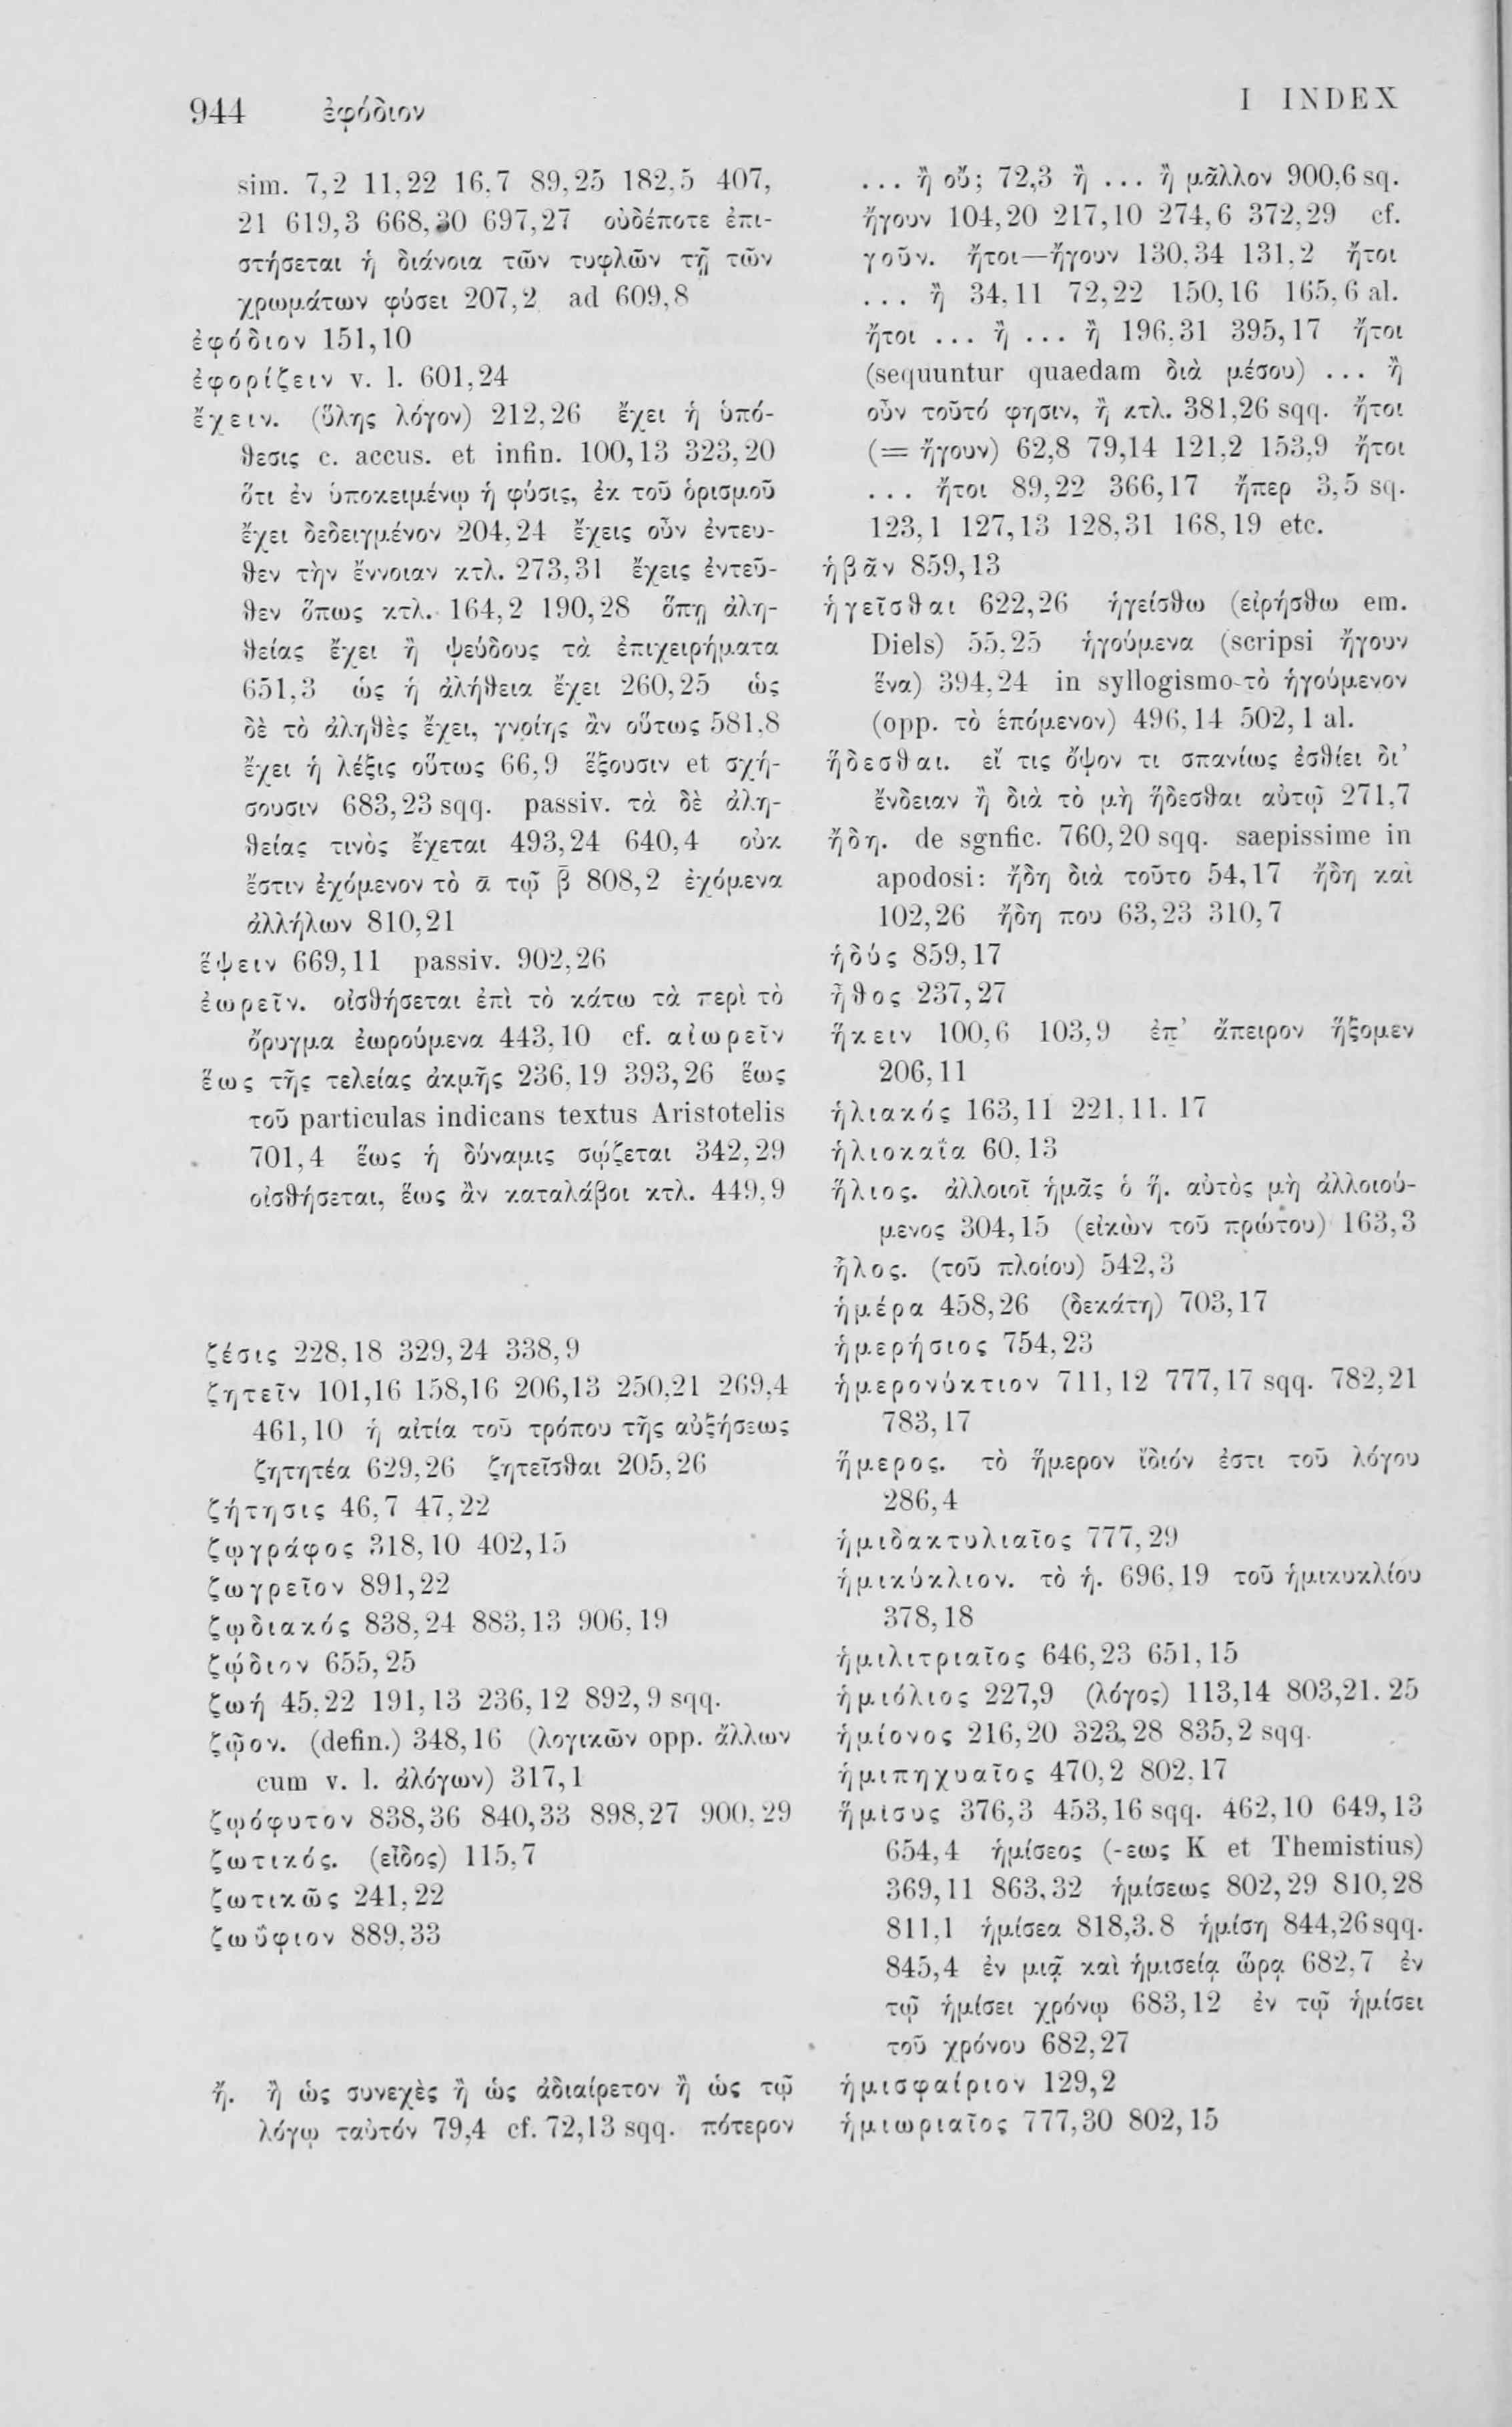 944 ἐφόδιον
I INDEX
sim. 7,2 11,22 16,7 89,25 182,5 407,
21 619,3 668,30 697,27 οὐδέποτε ἐπι-
στήσεται ἡ διάνοια τῶν τυφλῶν τῇ τῶν
χρωμάτων φύσει 207,2 ad 609,8
ἐφόδιον 151,10
ἐφορίζειν v. l. 601,24
ἔχειν. (ὕλης λόγον) 212,26 ἔχει ἡ ὑπό-
θεσις c. accus. et infin. 100,13 323,20
ὅτι ἐν ὑποκειμένῳ ἡ φύσις, ἐκ τοῦ ὁρισμοῦ
ἔχει δεδειγμένον 204,24 ἔχεις οὖν ἐντευ-
θεν τὴν ἔννοιαν κτλ. 273,31 ἔχεις ἐντεῦ-
θεν ὅπως κτλ. 164,2 190,28 ὅπῃ ἀλη-
θείας ἔχει ἢ ψεύδους τὰ ἐπιχειρήματα
651,3 ὡς ἡ ἀλήθεια ἔχει 260,25 ὡς
δὲ τὸ ἀληθὲς ἔχει, γνοίης ἂν οὕτως 581,8
ἔχει ἡ λέξις οὕτως 66,9 ἕξουσιν et σχή-
σουσιν 683,23 sqq. passiv. τὰ δὲ ἀλη-
θείας τινὸς ἔχεται 493,24 640,4 οὐκ
ἔστιν ἐχόμενον τὸ ᾱ τῷ β̄ 808,2 ἐχόμενα
ἀλλήλων 810,21
ἕψειν 669,11 passiv. 902,26
ἐωρεῖν. οἰσθήσεται ἐπὶ τὸ κάτω τὰ περὶ τὸ
ὄρυγμα ἐωρούμενα 443,10 cf. αἰωρεῖν
ἕως τῆς τελείας ἀκμῆς 236,19 393,26 ἕως
τοῦ particulas indicans textus Aristotelis
701,4 ἕως ἡ δύναμις σῴζεται 342,29
οἰσθήσεται, ἕως ἂν καταλάβοι κτλ. 449,9
ζέσις 228,18 329,24 338,9
ζητεῖν 101,16 158,16 206,13 250,21 269,4
461,10 ἡ αἰτία τοῦ τρόπου τῆς αὐξήσεως
ζητητέα 629,26 ζητεῖσθαι 205,26
ζήτησις 46,7 47,22
ζῳγράφος 318,10 402,15
ζωγρεῖον 891,22
ζῳδιακός 838,24 883,13 906,19
ζῴδιον 655,25
ζωή 45,22 191,13 236,12 892,9 sqq.
ζῷον. (defin.) 348,16 (λογικῶν opp. ἄλλων
cum v. l. ἀλόγων) 317,1
ζῳόφυτον 838,36 840,33 898,27 900,29
ζωτικός. (εἶδος) 115,7
ζωτικῶς 241,22
ζωΰφιον 889,33
ἤ. ἢ ὡς συνεχὲς ἢ ὡς ἀδιαίρετον ἢ ὡς τῷ
λόγῳ ταὐτόν 79,4 cf. 72,13 sqq. πότερον
... ἢ οὔ; 72,3 ἢ ... ἢ μᾶλλον 900,6 sq.
ἤγουν 104,20 217,10 274,6 372,29 cf.
γοῦν. ἤτοι—ἤγουν 130,34 131,2 ἤτοι
... ἢ 34,11 72,22 150,16 165,6 al.
ἤτοι ... ἢ ... ἢ 196,31 395,17 ἤτοι
(sequuntur quaedam διὰ μέσου) ... ἢ
οὖν τοῦτό φησιν, ἢ κτλ. 381,26 sqq. ἤτοι
(= ἤγουν) 62,8 79,14 121,2 153,9 ἤτοι
... ἤτοι 89,22 366,17 ἤπερ 3,5 sq.
123,1 127,13 128,31 168,19 etc.
ἡβᾶν 859,13
ἡγεῖσθαι 622,26 ἡγείσθω (εἰρήσθω em.
Diels) 55,25 ἡγούμενα (scripsi ἤγουν
ἕνα) 394,24 in syllogismo τὸ ἡγούμενον
(opp. τὸ ἑπόμενον) 496,14 502,1 al.
ἥδεσθαι. εἴ τις ὄψον τι σπανίως ἐσθίει δι’
ἔνδειαν ἢ διὰ τὸ μὴ ἥδεσθαι αὐτῷ 271,7
ἤδη. de sgnfic. 760,20 sqq. saepissime in
apodosi: ἤδη διὰ τοῦτο 54,17 ἤδη καὶ
102,26 ἤδη που 63,23 310,7
ἡδύς 859,17
ἦθος 237,27
ἥκειν 100,6 103,9 ἐπ’ ἄπειρον ἥξομεν
206,11
ἡλιακός 163,11 221,11. 17
ἡλιοκαΐα 60,13
ἥλιος. ἀλλοιοῖ ἡμᾶς ὁ ἥ. αὐτὸς μὴ ἀλλοιού-
μενος 304,15 (εἰκὼν τοῦ πρώτου) 163,3
ἧλος. (τοῦ πλοίου) 542,3
ἡμέρα 458,26 (δεκάτη) 703,17
ἡμερήσιος 754,23
ἡμερονύκτιον 711,12 777,17 sqq. 782,21
783,17
ἥμερος. τὸ ἥμερον ἴδιόν ἐστι τοῦ λόγου
286,4
ἡμιδακτυλιαῖος 777,29
ἡμικύκλιον. τὸ ἡ. 696,19 τοῦ ἡμικυκλίου
378,18
ἡμιλιτριαῖος 646,23 651,15
ἡμιόλιος 227,9 (λόγος) 113,14 803,21. 25
ἡμίονος 216,20 323,28 835,2 sqq.
ἡμιπηχυαῖος 470,2 802,17
ἥμισυς 376,3 453,16 sqq. 462,10 649,13
654,4 ἡμίσεος (-εως K et Themistius)
369,11 863,32 ἡμίσεως 802,29 810,28
811,1 ἡμίσεα 818,3. 8 ἡμίση 844,26 sqq.
845,4 ἐν μιᾷ καὶ ἡμισείᾳ ὥρᾳ 682,7 ἐν
τῷ ἡμίσει χρόνῳ 683,12 ἐν τῷ ἡμίσει
τοῦ χρόνου 682,27
ἡμισφαίριον 129,2
ἡμιωριαῖος 777,30 802,15